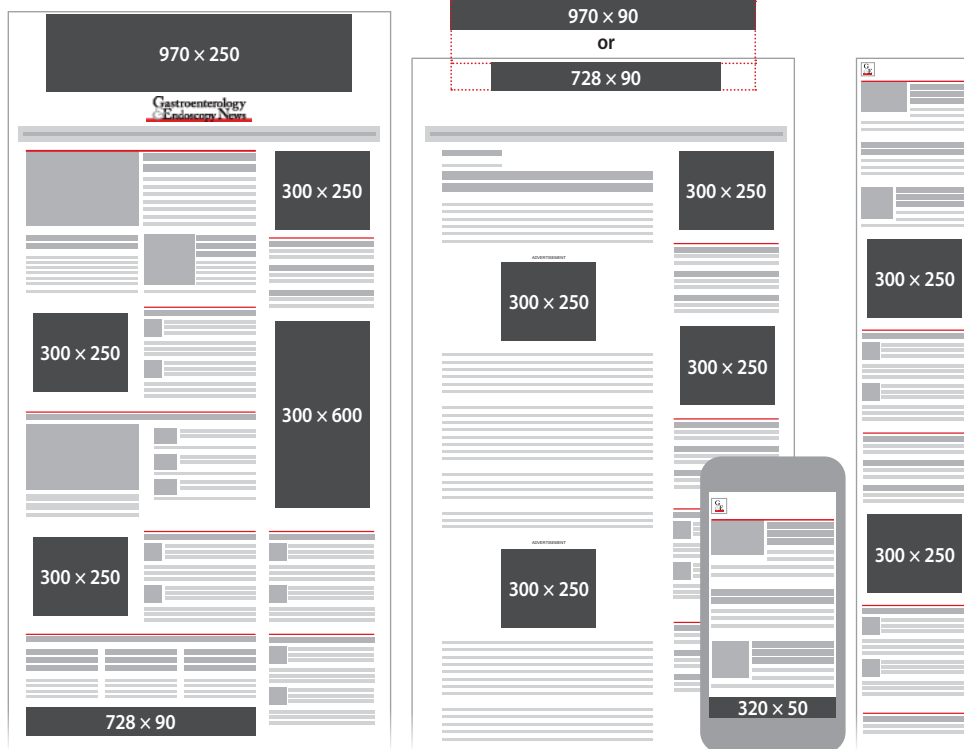 970 × 250
Gastroenterology
& Endoscopy News
300 × 250
300 × 250
300 × 600
300 × 250
728 × 90
970 × 90
or
728 × 90
300 × 250
ADVERTISEMENT
300 × 250
300 × 250
ADVERTISEMENT
300 × 250
G
&E
320 × 50
G
&E
300 × 250
300 × 250